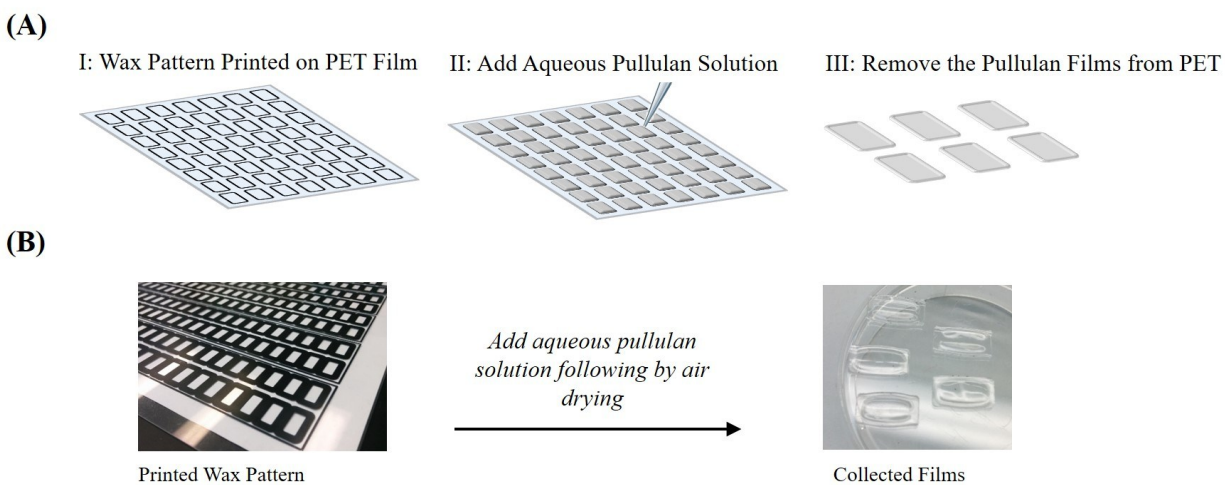 (A)
I: Wax Pattern Printed on PET Film
II: Add Aqueous Pullulan Solution
III: Remove the Pullulan Films from PET
(B)
Add aqueous pullulan
solution following by air
drying
Printed Wax Pattern
Collected Films